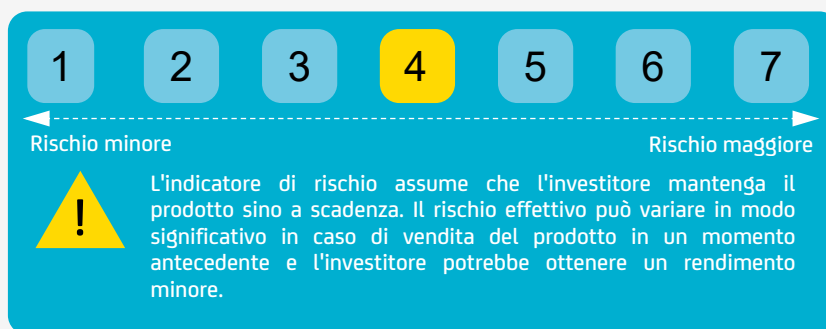 1 2 3 4 5 6 7
Rischio minore Rischio maggiore
L'indicatore di rischio assume che l'investitore mantenga il
! prodotto sino a scadenza. Il rischio effettivo può variare in modo
significativo in caso di vendita del prodotto in un momento
antecedente e l'investitore potrebbe ottenere un rendimento
minore.